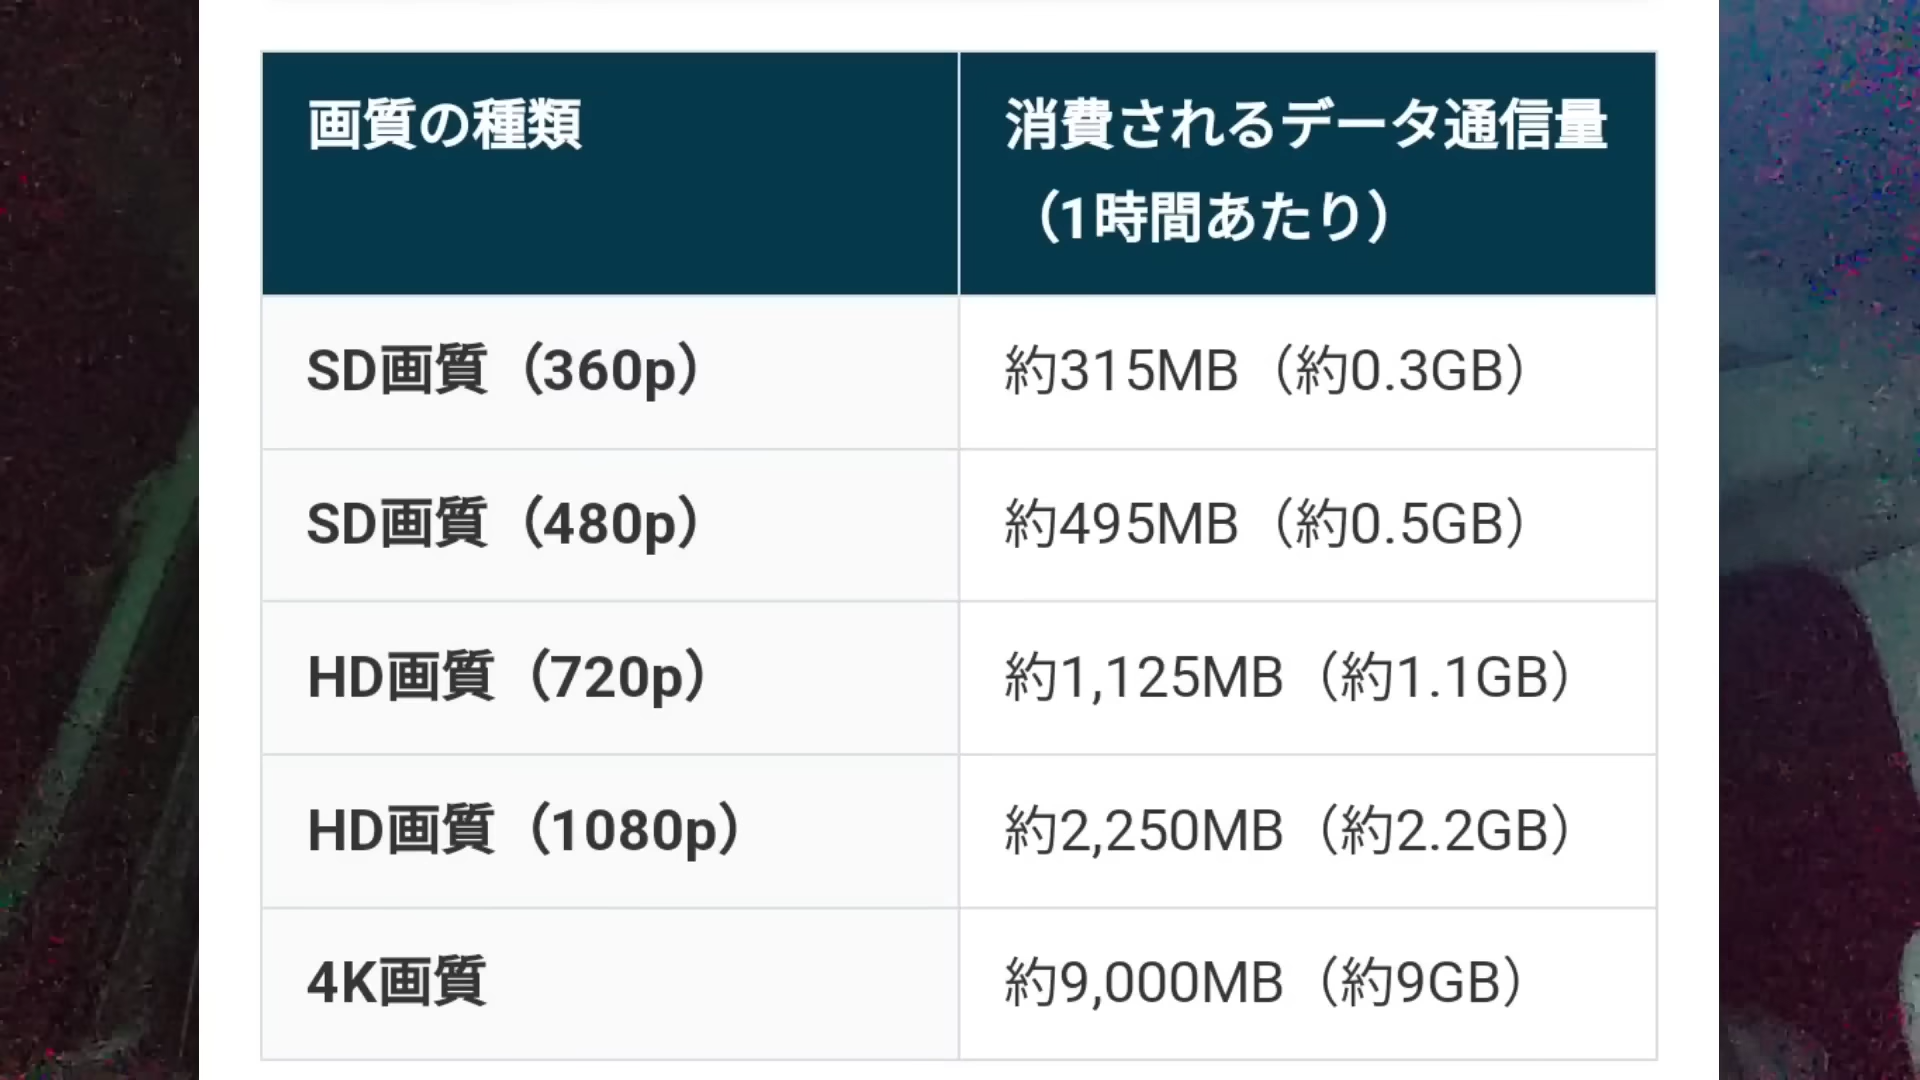 画質の種類
消費されるデータ通信量
（1時間あたり）
SD画質（360p）
約315MB（約0.3GB）
SD画質（480p）
約495MB（約0.5GB）
HD画質（720p）
約1,125MB（約1.1GB）
HD画質（1080p）
約2,250MB（約2.2GB）
4K画質
約9,000MB（約9GB）